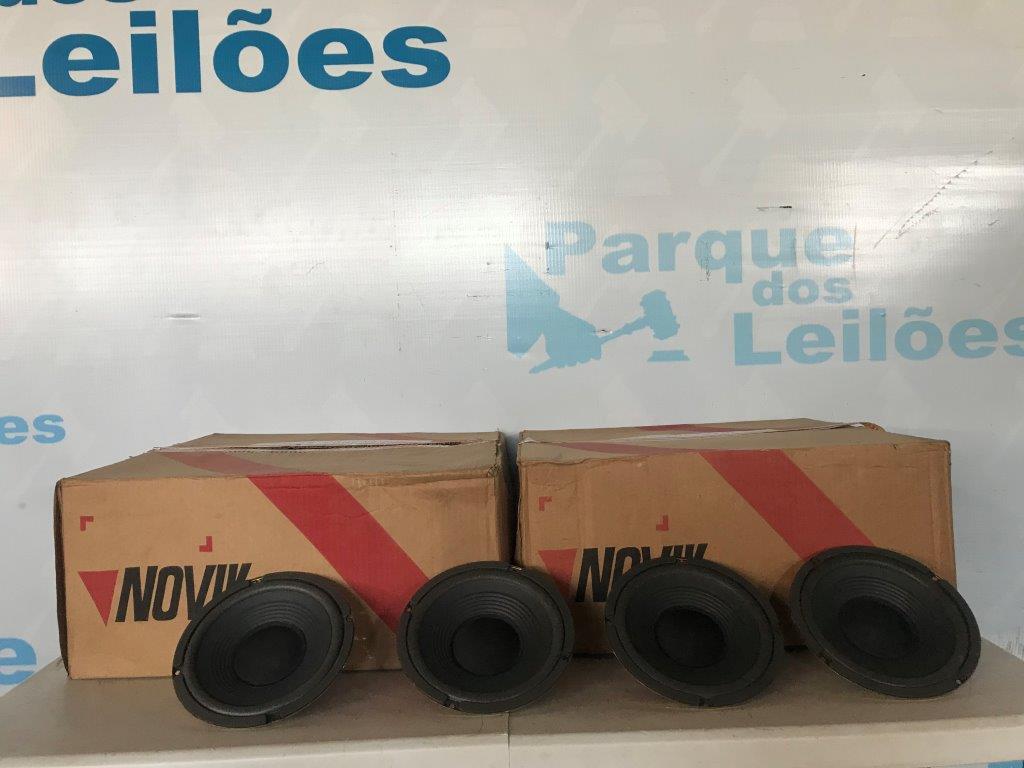 Leilões
Parque
dos
Leilões
es
NOVIK
NOVIK
e